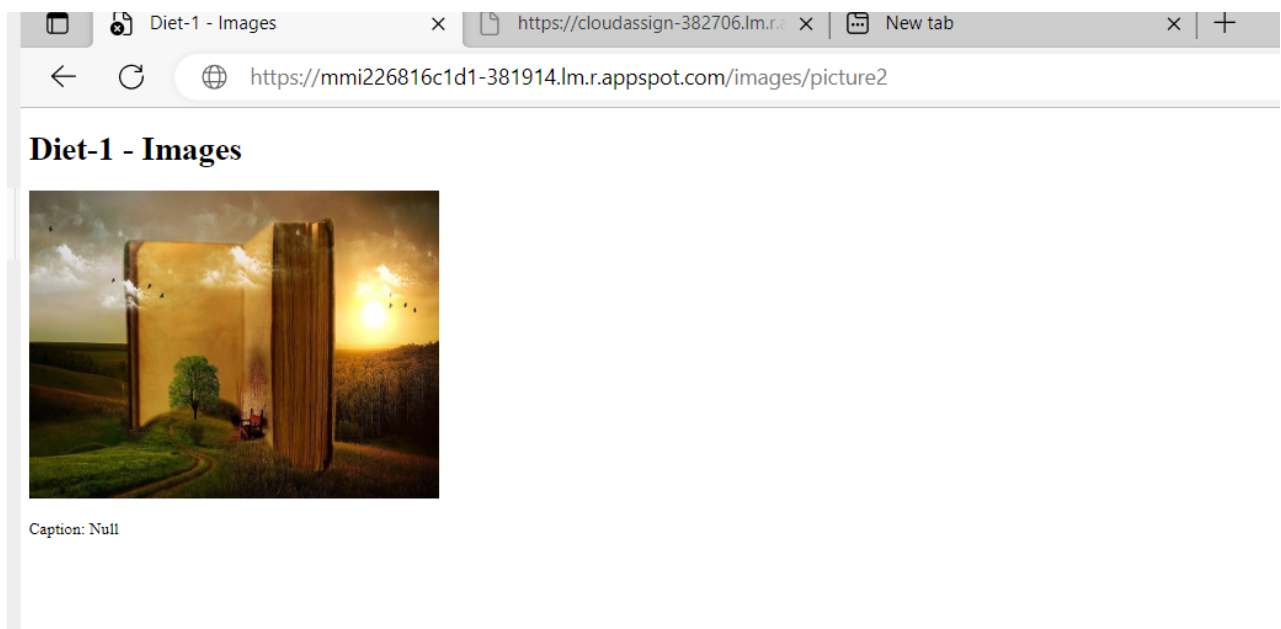 Diet-1 - Images
https://cloudassign-382706.lm.r.
New tab
https://mmi226816c1d1-381914.lm.r.appspot.com/images/picture2
Diet-1 - Images
Caption: Null